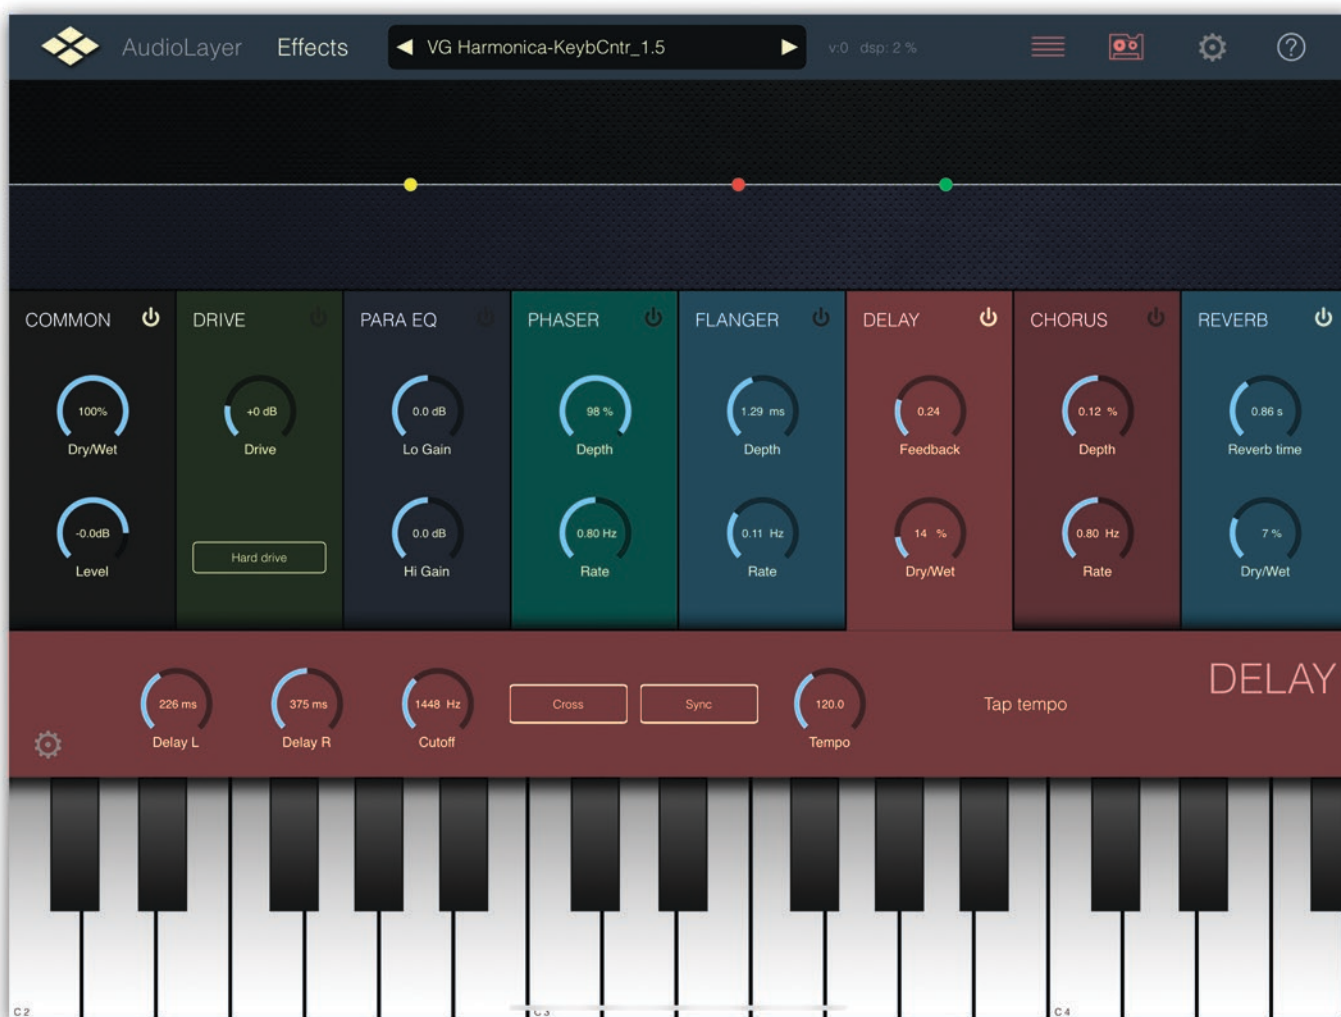 AudioLayer Effects VG Harmonica-KeybCntr_1.5 v:0 dsp: 2 % ?
COMMON DRIVE PARA EQ PHASER FLANGER DELAY CHORUS REVERB
100% +0 dB 0.0 dB 98 % 1.29 ms 0.24 0.12 % 0.86 s
Dry/Wet Drive Lo Gain Depth Depth Feedback Depth Reverb time
-0.0dB 0.0 dB 0.80 Hz 0.11 Hz 14 % 0.80 Hz 7 %
Hard drive
Level Hi Gain Rate Rate Dry/Wet Rate Dry/Wet
DELAY
226 ms 375 ms 1448 Hz Cross Sync 120.0 Tap tempo
Delay L Delay R Cutoff Tempo
C2 C3 C4